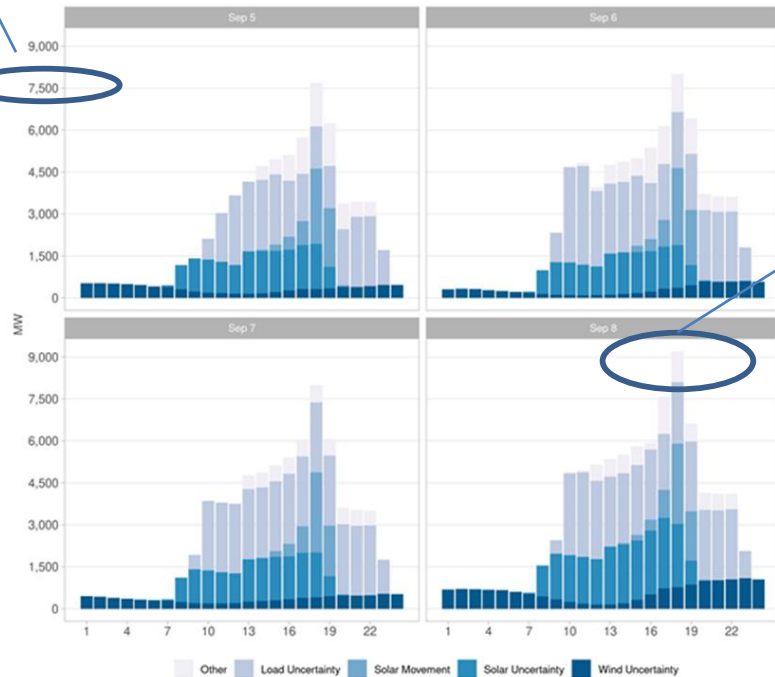 Sep 5
Sep 6
9,000
7,500
6,000
4,500
3,000
1,500
0
MW
Sep 7
Sep 8
9,000
7,500
6,000
4,500
3,000
1,500
0
1 4 7 10 13 16 19 22
1 4 7 10 13 16 19 22
Other Load Uncertainty Solar Movement Solar Uncertainty Wind Uncertainty